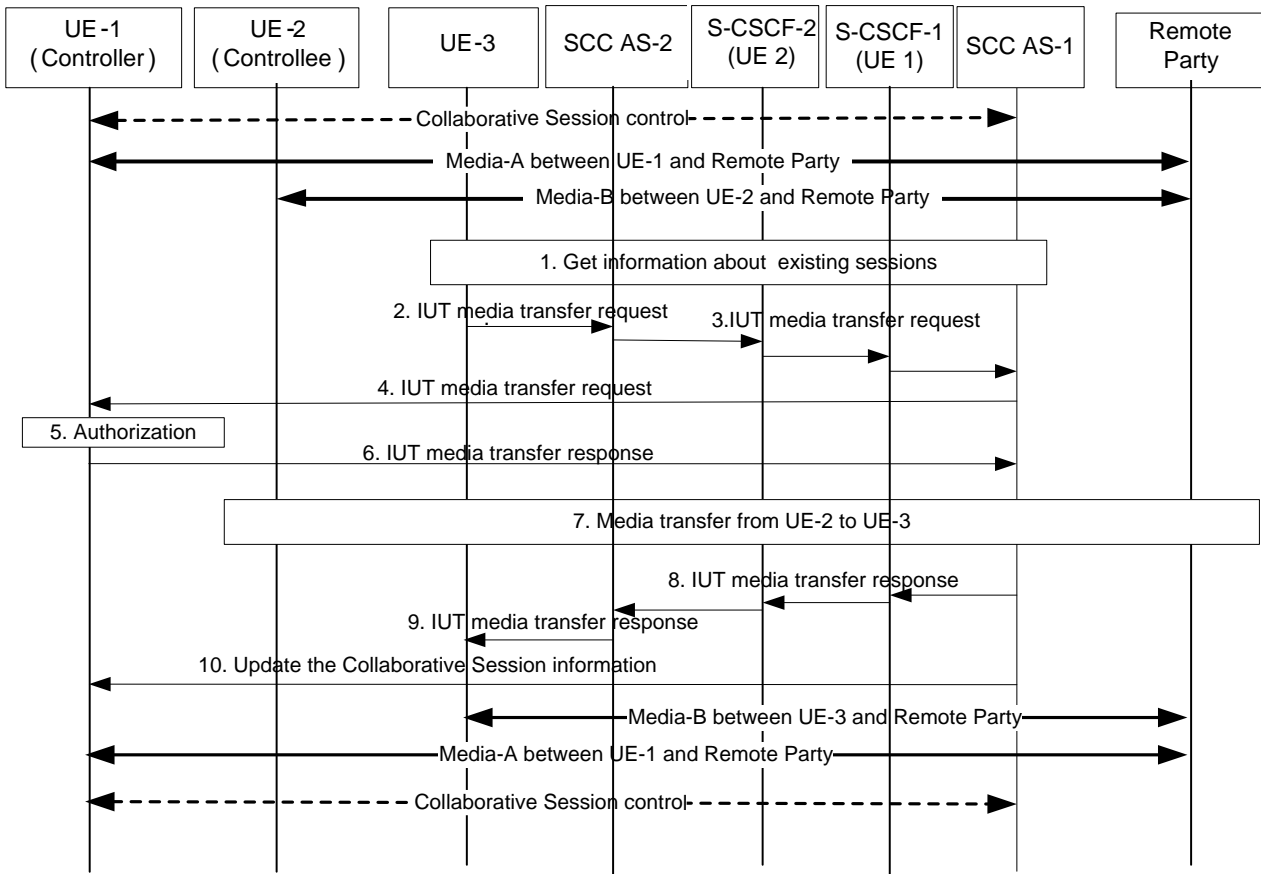 UE-1
( Controller )
UE-2
( Controllee )
UE-3
SCC AS-2
S-CSCF-2
(UE 2)
S-CSCF-1
(UE 1)
SCC AS-1
Remote
Party
Collaborative Session control
Media-A between UE-1 and Remote Party
Media-B between UE-2 and Remote Party
1. Get information about existing sessions
2. IUT media transfer request
3.IUT media transfer request
4. IUT media transfer request
5. Authorization
6. IUT media transfer response
7. Media transfer from UE-2 to UE-3
8. IUT media transfer response
9. IUT media transfer response
10. Update the Collaborative Session information
Media-B between UE-3 and Remote Party
Media-A between UE-1 and Remote Party
Collaborative Session control